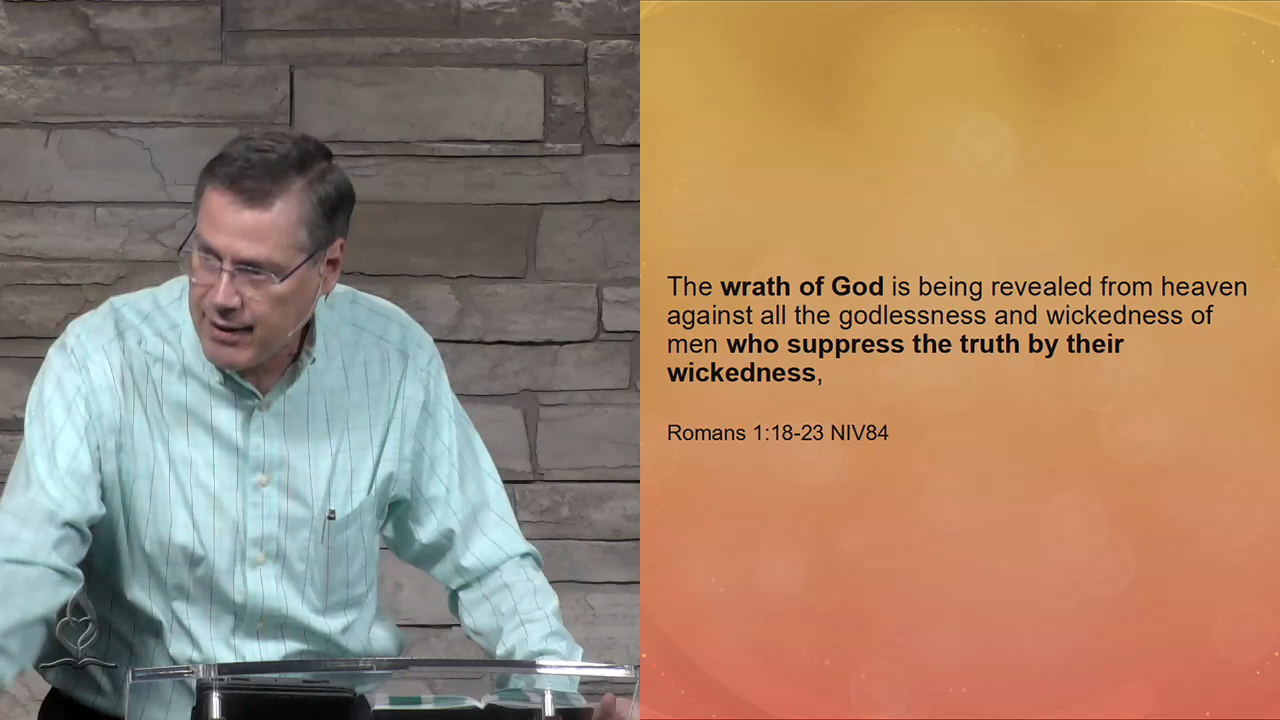 The wrath of God is being revealed from heaven
against all the godlessness and wickedness of
men who suppress the truth by their
wickedness,
Romans 1:18-23 NIV84